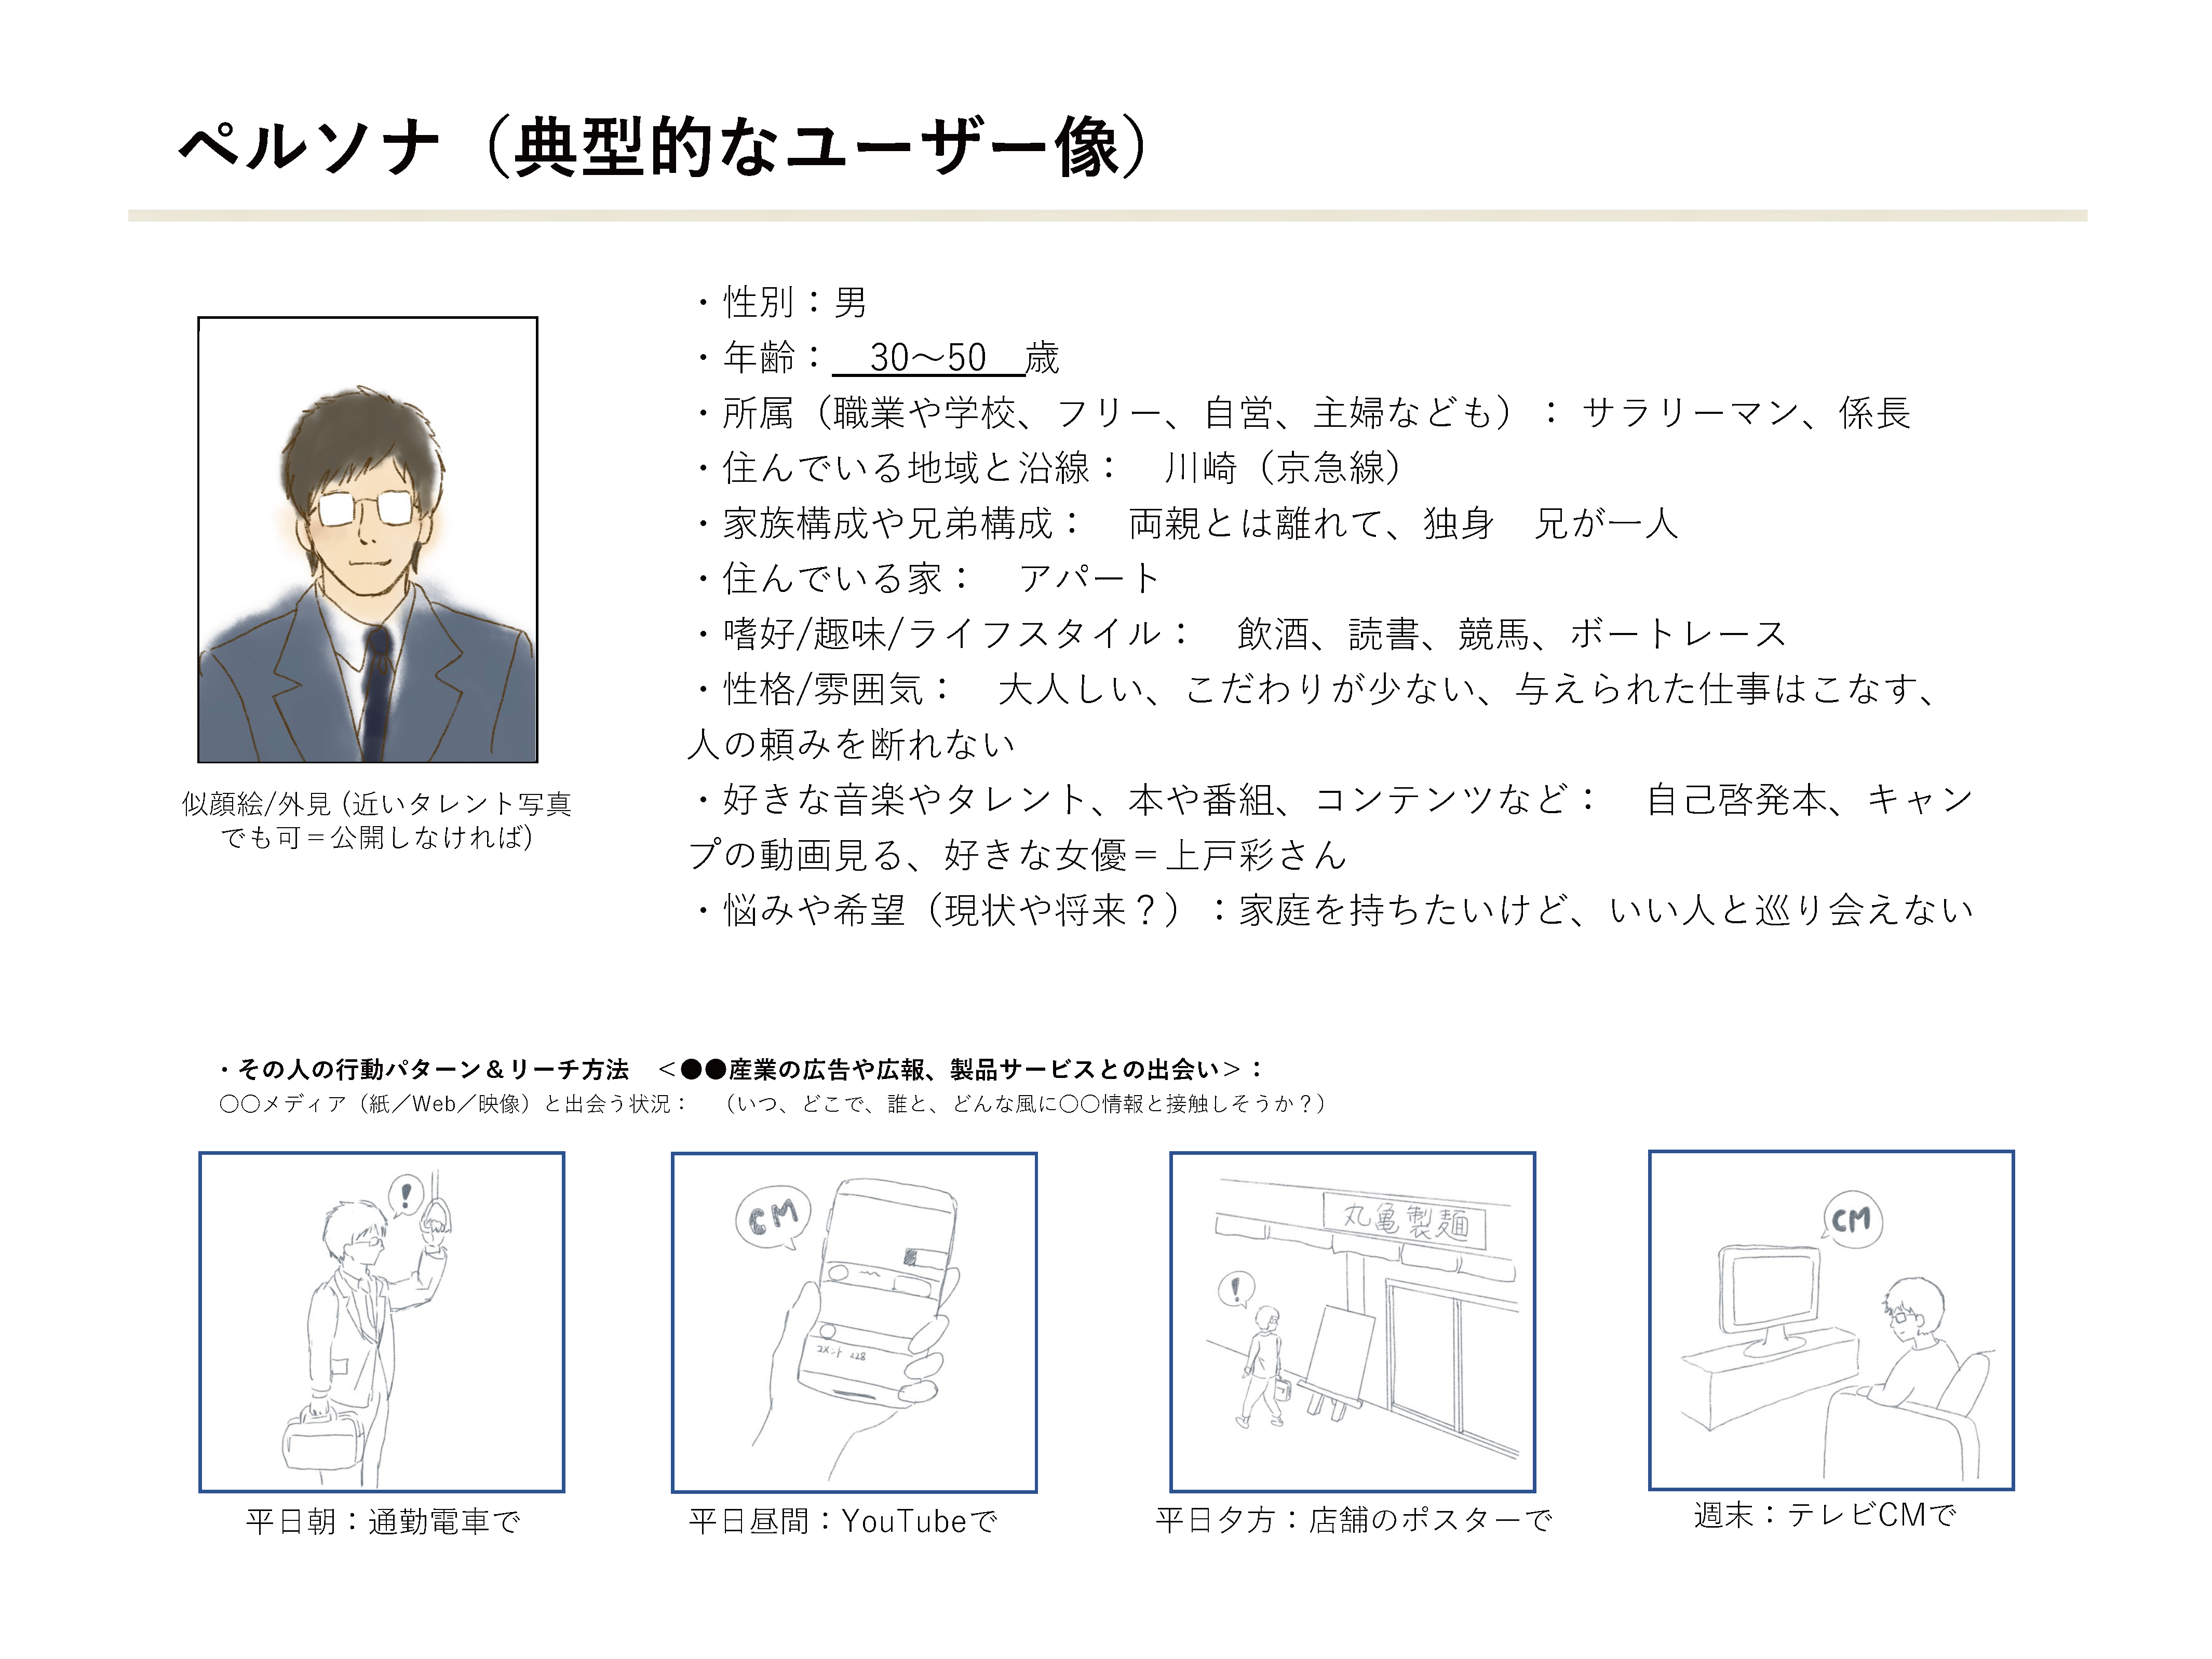 ペルソナ（典型的なユーザー像）
・性別：男
・年齢：　30～50　歳
・所属（職業や学校、フリー、自営、主婦なども）： サラリーマン、係長
・住んでいる地域と沿線：　川崎（京急線）
・家族構成や兄弟構成：　両親とは離れて、独身　兄が一人
・住んでいる家：　アパート
・嗜好/趣味/ライフスタイル：　飲酒、読書、競馬、ボートレース
・性格/雰囲気：　大人しい、こだわりが少ない、与えられた仕事はこなす、
人の頼みを断れない
・好きな音楽やタレント、本や番組、コンテンツなど：　自己啓発本、キャン
プの動画見る、好きな女優＝上戸彩さん
・悩みや希望（現状や将来？）：家庭を持ちたいけど、いい人と巡り会えない
似顔絵/外見 (近いタレント写真
でも可＝公開しなければ)
・その人の行動パターン＆リーチ方法　＜●●産業の広告や広報、製品サービスとの出会い＞：
〇〇メディア（紙／Web／映像）と出会う状況：　（いつ、どこで、誰と、どんな風に〇〇情報と接触しそうか？）
!
CM
コメント 228
丸亀製麺
!
CM
平日朝：通勤電車で
平日昼間：YouTubeで
平日夕方：店舗のポスターで
週末：テレビCMで